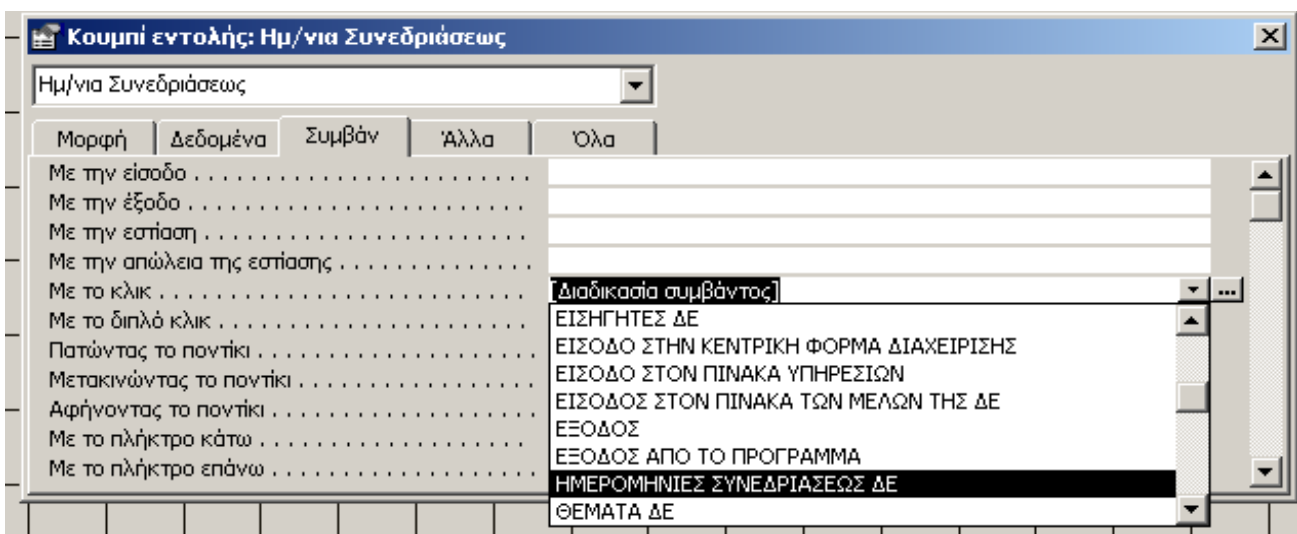 Κουμπί εντολής: Ημ/νια Συνεδριάσεως
Ημ/νια Συνεδριάσεως
Μορφή Δεδομένα Συμβάν Άλλα Όλα
Με την είσοδο . . . . . . . . . . . . . . . . . . . . . . . .
Με την έξοδο . . . . . . . . . . . . . . . . . . . . . . . .
Με την εστίαση . . . . . . . . . . . . . . . . . . . . . . .
Με την απώλεια της εστίασης . . . . . . . . . . . . . .
Με το κλικ . . . . . . . . . . . . . . . . . . . . . . . . . . [Διαδικασία συμβάντος] ...
Με το διπλό κλικ . . . . . . . . . . . . . . . . . . . . . .
Πατώντας το ποντίκι . . . . . . . . . . . . . . . . . . . .
Μετακινώντας το ποντίκι . . . . . . . . . . . . . . . . .
Αφήνοντας το ποντίκι . . . . . . . . . . . . . . . . . . .
Με το πλήκτρο κάτω . . . . . . . . . . . . . . . . . . .
Με το πλήκτρο επάνω . . . . . . . . . . . . . . . . . .
ΕΙΣΗΓΗΤΕΣ ΔΕ
ΕΙΣΟΔΟ ΣΤΗΝ ΚΕΝΤΡΙΚΗ ΦΟΡΜΑ ΔΙΑΧΕΙΡΙΣΗΣ
ΕΙΣΟΔΟ ΣΤΟΝ ΠΙΝΑΚΑ ΥΠΗΡΕΣΙΩΝ
ΕΙΣΟΔΟΣ ΣΤΟΝ ΠΙΝΑΚΑ ΤΩΝ ΜΕΛΩΝ ΤΗΣ ΔΕ
ΕΞΟΔΟΣ
ΕΞΟΔΟΣ ΑΠΟ ΤΟ ΠΡΟΓΡΑΜΜΑ
ΗΜΕΡΟΜΗΝΙΕΣ ΣΥΝΕΔΡΙΑΣΕΩΣ ΔΕ
ΘΕΜΑΤΑ ΔΕ